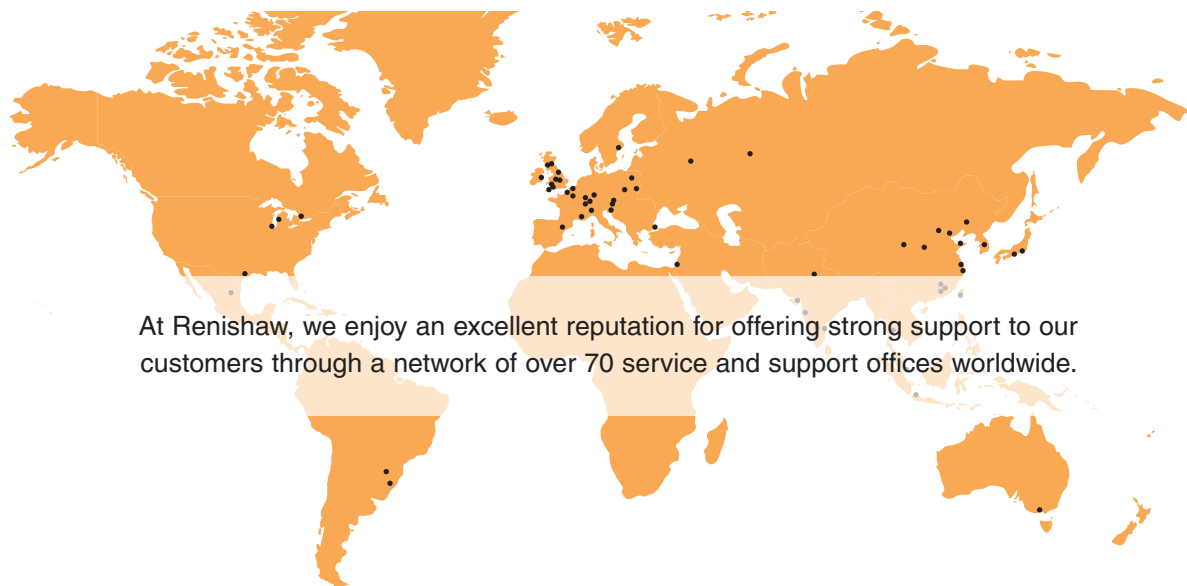 At Renishaw, we enjoy an excellent reputation for offering strong support to our
customers through a network of over 70 service and support offices worldwide.